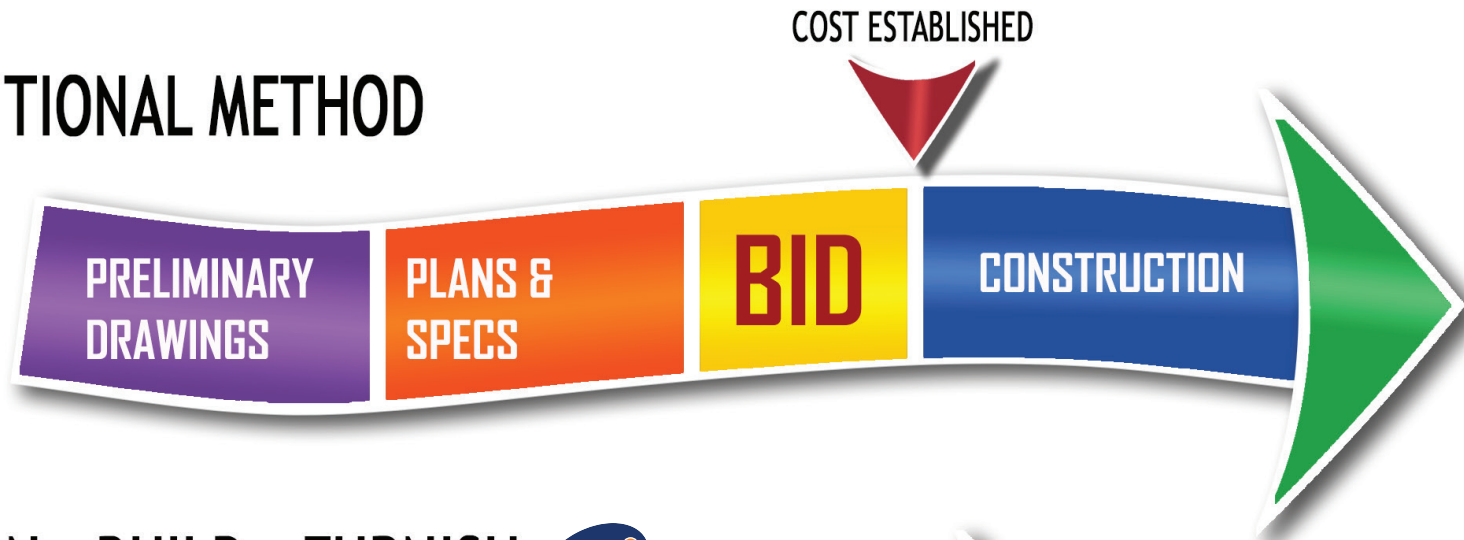 COST ESTABLISHED
TIONAL METHOD
PRELIMINARY
DRAWINGS
PLANS &
SPECS
BID
CONSTRUCTION